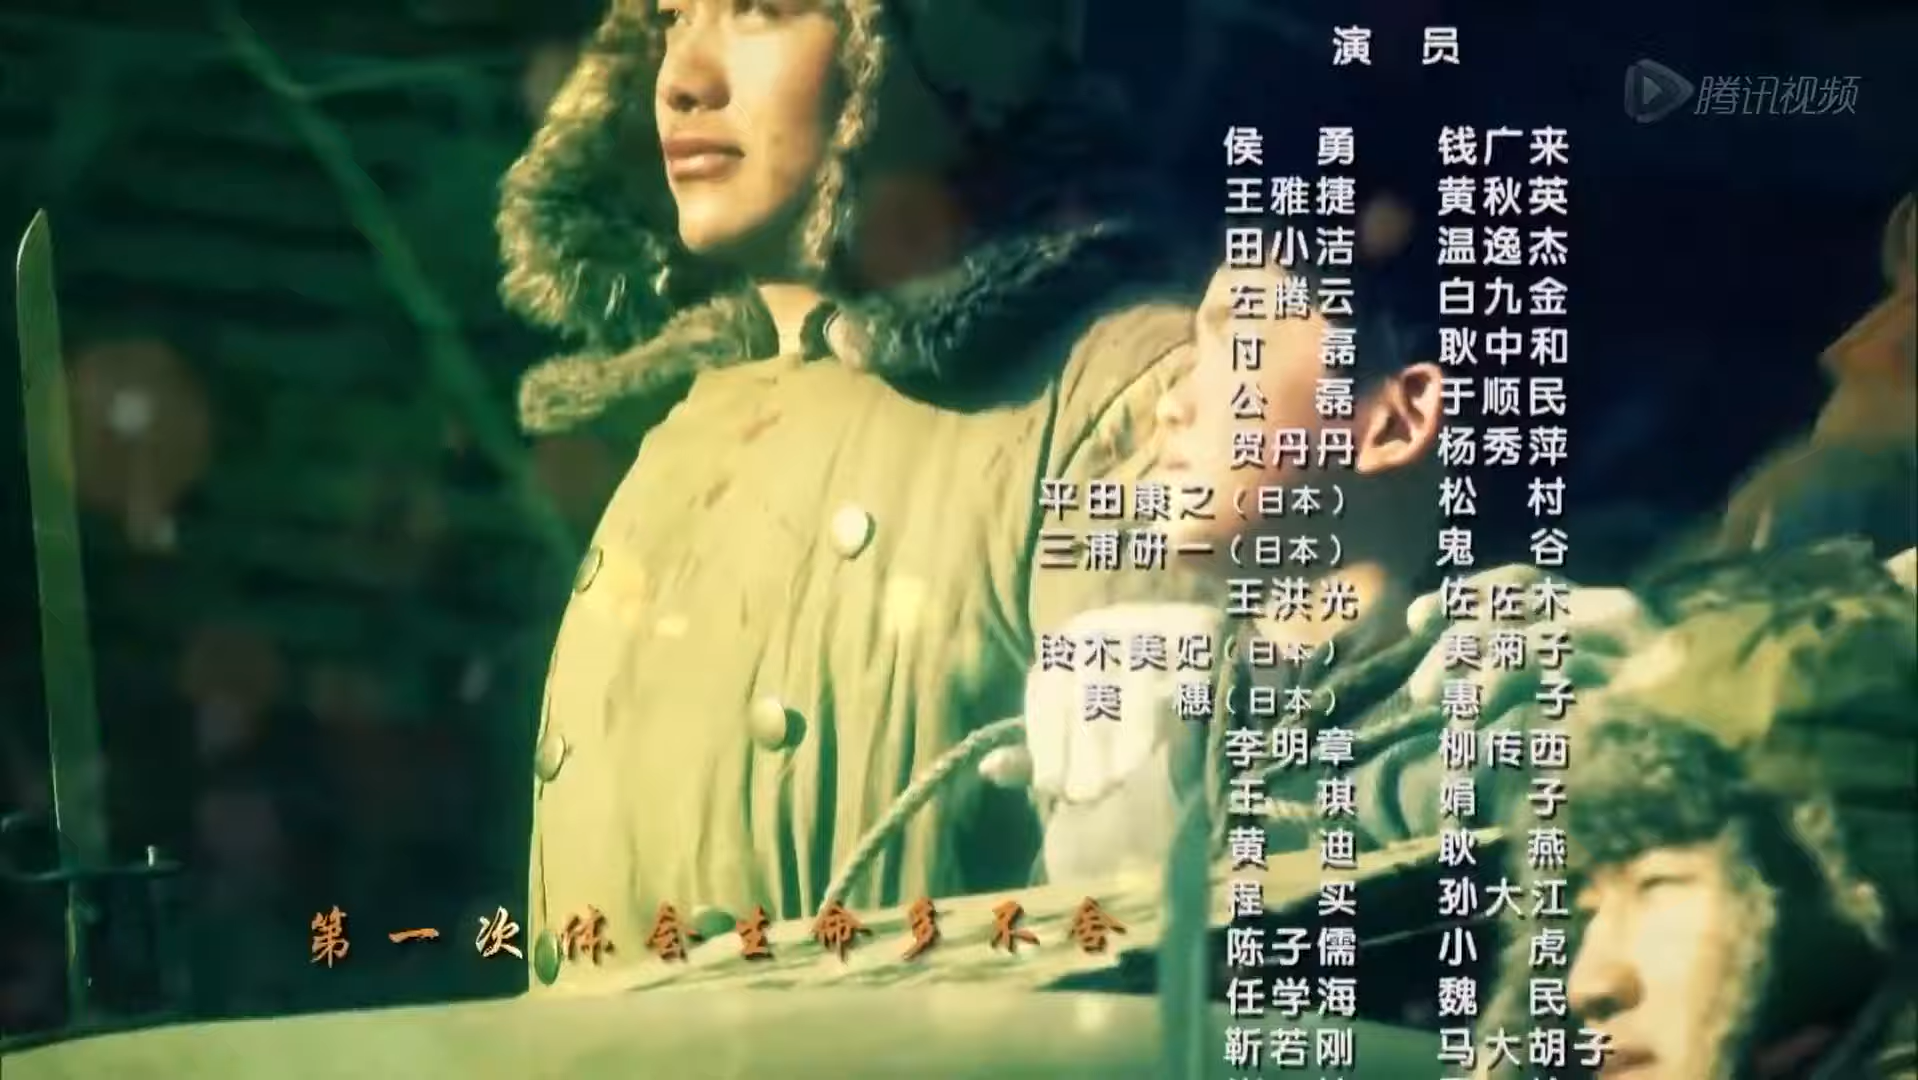 演 员
腾讯视频
侯 勇 钱广来
王雅捷 黄秋英
田小洁 温逸杰
左腾云 白九金
付 磊 耿中和
公 磊 于顺民
贺丹丹 杨秀萍
平田康之(日本) 松 村
三浦研一(日本) 鬼 谷
王洪光 佐佐木
铃木美妃(日本) 美菊子
美 穗(日本) 惠 子
李明章 柳传西
王 琪 娟 子
黄 迪 耿 燕
程 实 孙大江
陈子儒 小 虎
任学海 魏 民
靳若刚 马大胡子
第一次体会生命多不舍